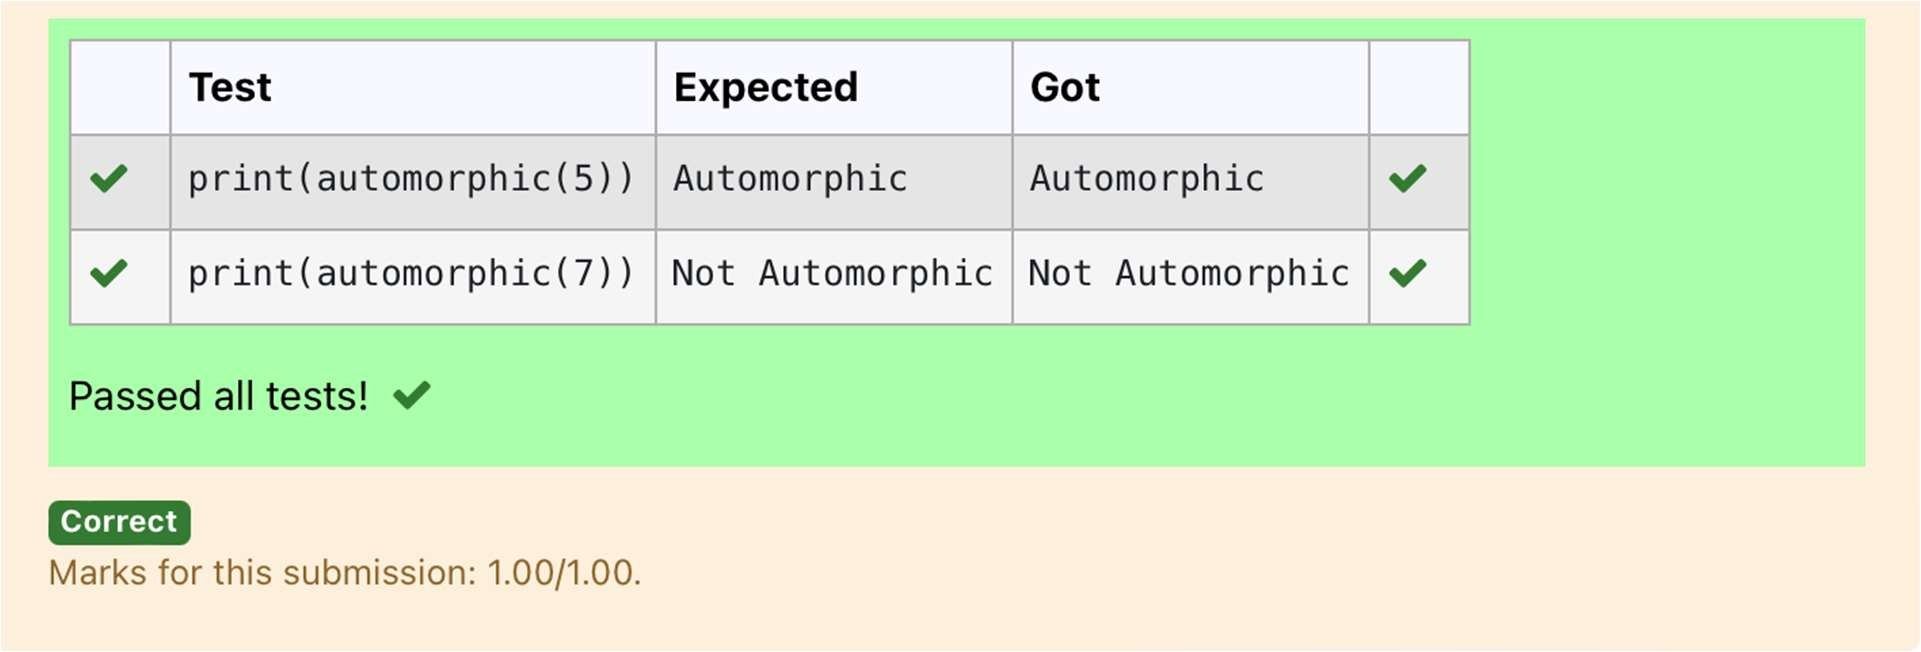 Test Expected Got
print(automorphic(5)) Automorphic Automorphic
print(automorphic(7)) Not Automorphic Not Automorphic
Passed all tests!
Correct
Marks for this submission: 1.00/1.00.